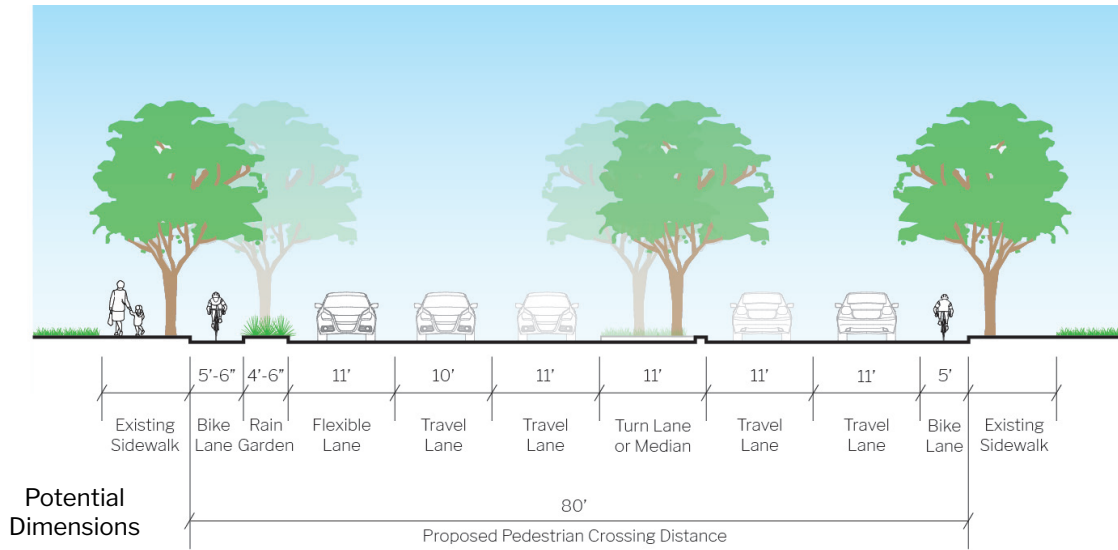 5'-6"
4'-6"
11'
10'
11'
11'
11'
11'
5'
Existing
Sidewalk
Bike
Lane
Rain
Garden
Flexible
Lane
Travel
Lane
Travel
Lane
Turn Lane
or Median
Travel
Lane
Travel
Lane
Bike
Lane
Existing
Sidewalk
Potential
Dimensions
80'
Proposed Pedestrian Crossing Distance